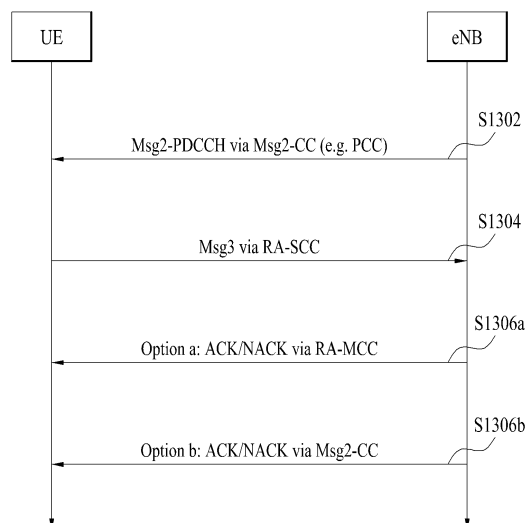 UE
eNB
S1302
Msg2-PDCCH via Msg2-CC (e.g. PCC)
S1304
Msg3 via RA-SCC
S1306a
Option a: ACK/NACK via RA-MCC
S1306b
Option b: ACK/NACK via Msg2-CC